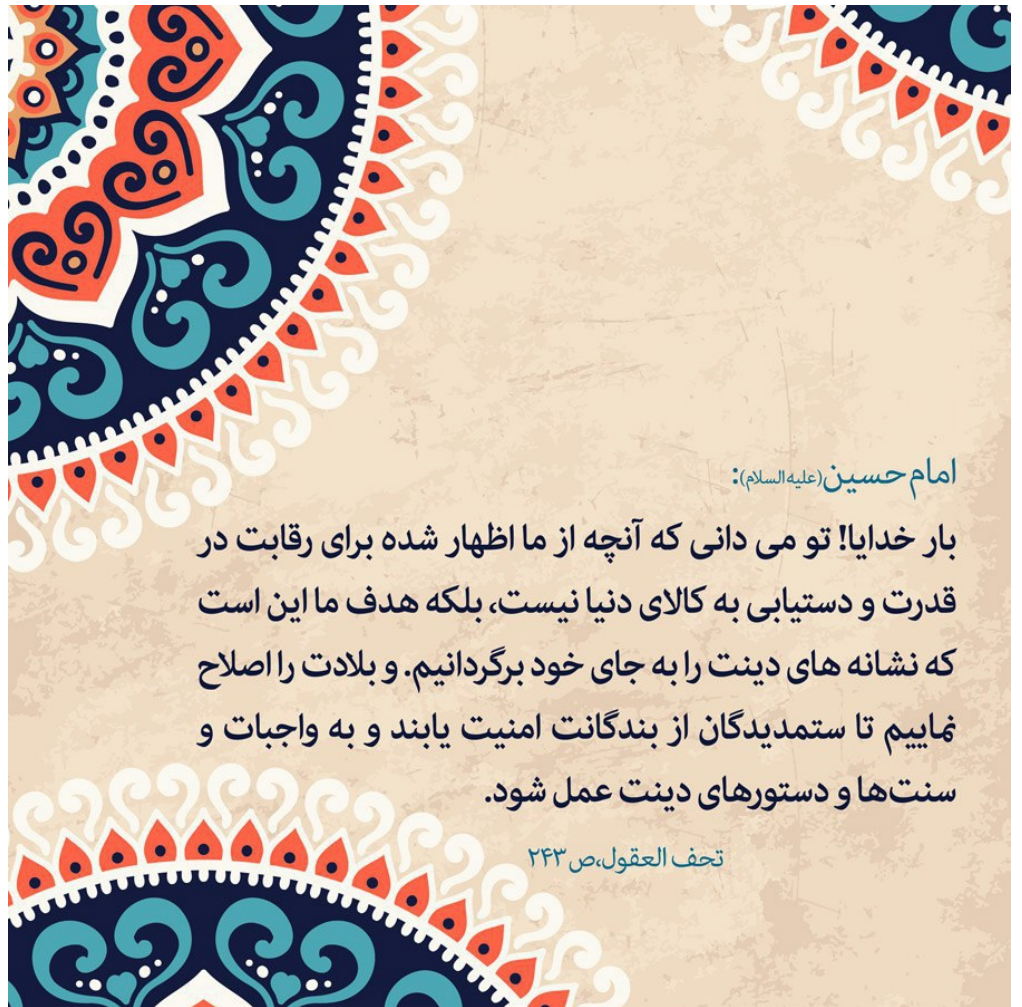 امام حسین(علیه‌السلام):
بار خدایا! تو می دانی که آنچه از ما اظهار شده برای رقابت در
قدرت و دستیابی به کالای دنیا نیست، بلکه هدف ما این است
که نشانه های دینت را به جای خود برگردانیم. و بلادت را اصلاح
نماییم تا ستمدیدگان از بندگانت امنیت یابند و به واجبات و
سنت‌ها و دستورهای دینت عمل شود.
تحف العقول،ص۲۴۳